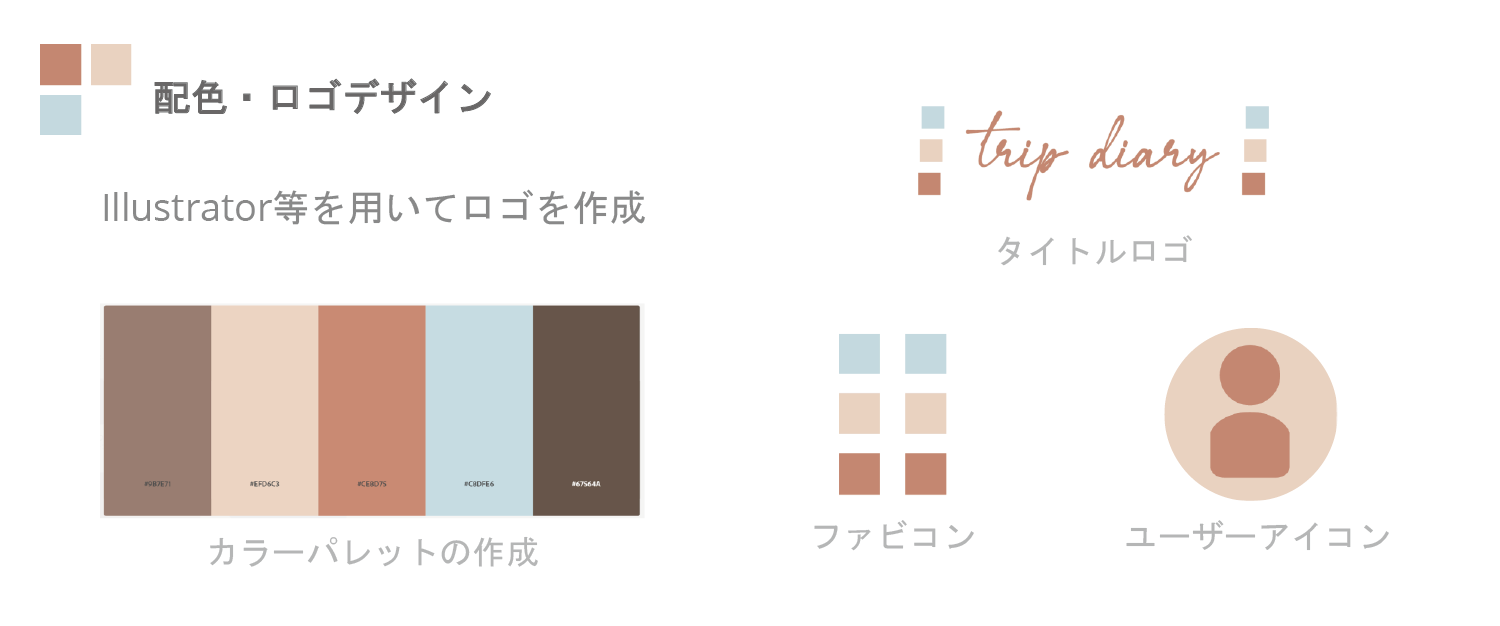 配色・ロゴデザイン
Illustrator等を用いてロゴを作成
#9B7E71
#EFD6C3
#CE8D75
#C8DFE6
#67564A
カラーパレットの作成
trip diary
タイトルロゴ
ファビコン
ユーザーアイコン